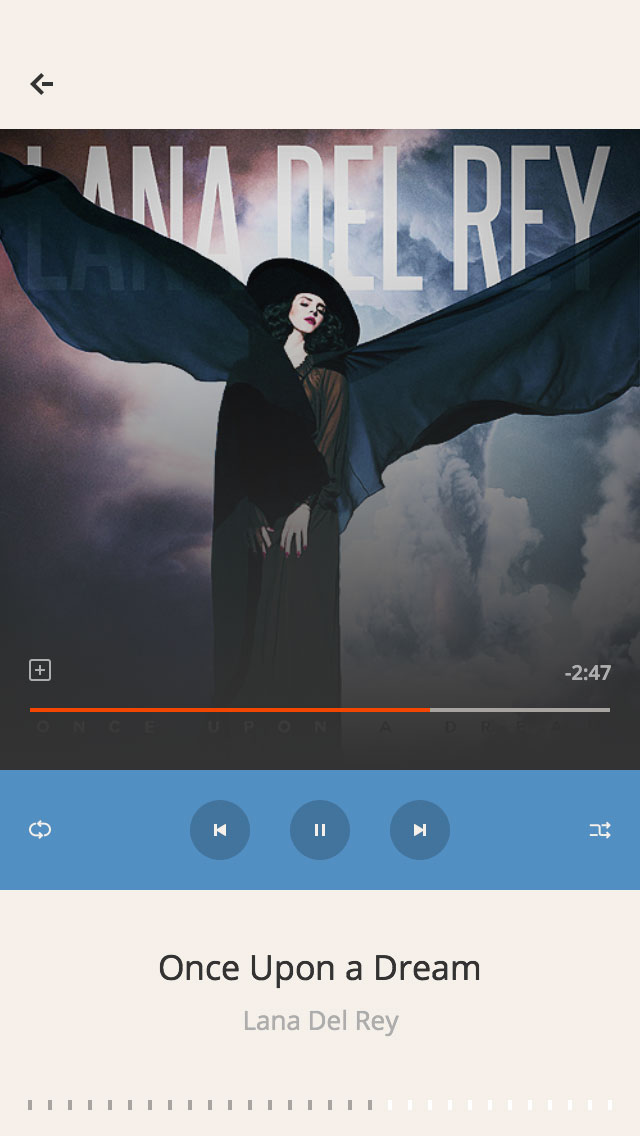 LANA DEL REY
-2:47
ONCE UPON A DREAM
Once Upon a Dream
Lana Del Rey